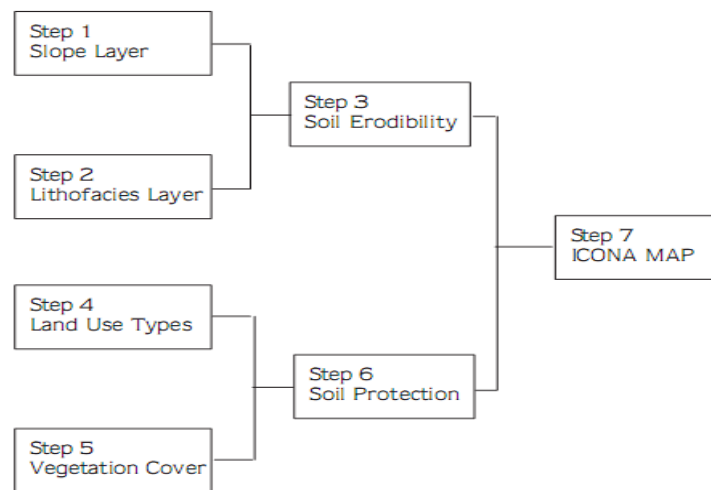 Step 1
Slope Layer
Step 2
Lithofacies Layer
Step 3
Soil Erodibility
Step 4
Land Use Types
Step 5
Vegetation Cover
Step 6
Soil Protection
Step 7
ICONA MAP